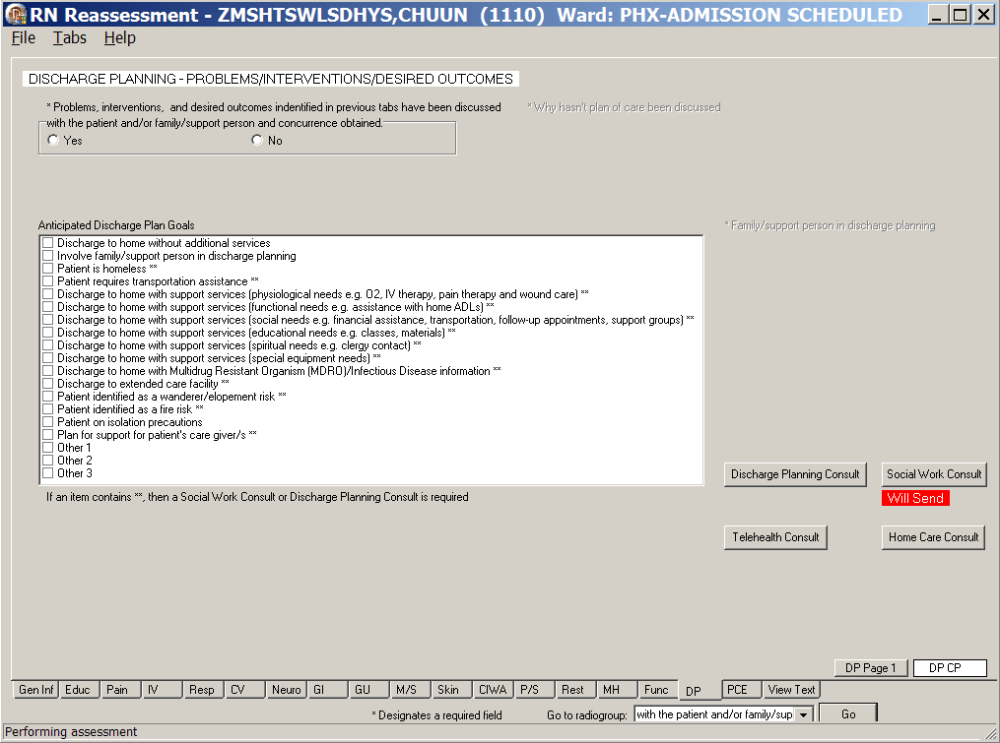 RN Reassessment - ZMSHTSWLSDHYS,CHUUN (1110) Ward: PHX-ADMISSION SCHEDULED
File Tabs Help
DISCHARGE PLANNING - PROBLEMS/INTERVENTIONS/DESIRED OUTCOMES
* Problems, interventions, and desired outcomes indentified in previous tabs have been discussed
with the patient and/or family/support person and concurrence obtained.
* Why hasn't plan of care been discussed
Yes No
Anticipated Discharge Plan Goals
* Family/support person in discharge planning
Discharge to home without additional services
Involve family/support person in discharge planning
Patient is homeless **
Patient requires transportation assistance **
Discharge to home with support services (physiological needs e.g. O2, IV therapy, pain therapy and wound care) **
Discharge to home with support services (functional needs e.g. assistance with home ADLs) **
Discharge to home with support services (social needs e.g. financial assistance, transportation, follow-up appointments, support groups) **
Discharge to home with support services (educational needs e.g. classes, materials) **
Discharge to home with support services (spiritual needs e.g. clergy contact) **
Discharge to home with support services (special equipment needs) **
Discharge to home with Multidrug Resistant Organism (MDRO)/Infectious Disease information **
Discharge to extended care facility **
Patient identified as a wanderer/elopement risk **
Patient identified as a fire risk **
Patient on isolation precautions
Plan for support for patient's care giver/s **
Other 1
Other 2
Other 3
If an item contains **, then a Social Work Consult or Discharge Planning Consult is required
Discharge Planning Consult Social Work Consult
Will Send
Telehealth Consult Home Care Consult
DP Page 1 DP CP
Gen Inf Educ Pain IV Resp CV Neuro GI GU M/S Skin CIWA P/S Rest MH Func DP PCE View Text
* Designates a required field Go to radiogroup: with the patient and/or family/sup Go
Performing assessment